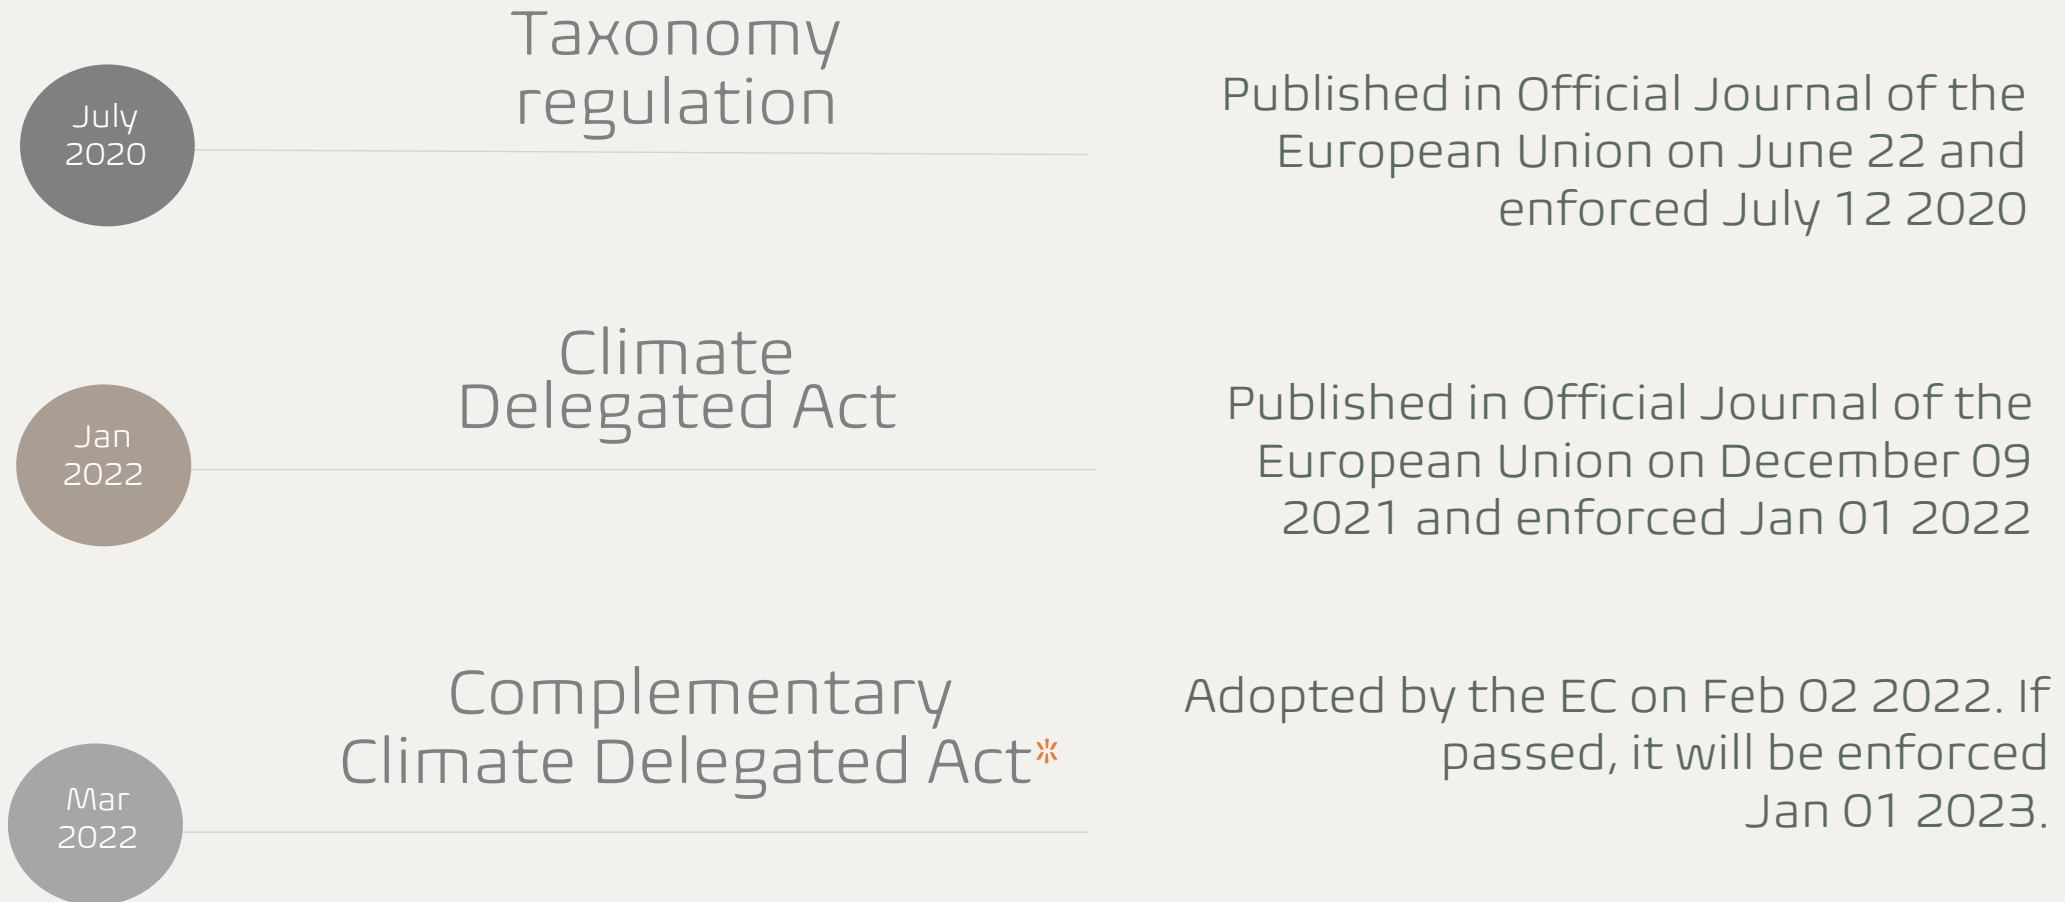 July
2020
Taxonomy
regulation
Published in Official Journal of the
European Union on June 22 and
enforced July 12 2020
Jan
2022
Climate
Delegated Act
Published in Official Journal of the
European Union on December 09
2021 and enforced Jan 01 2022
Mar
2022
Complementary
Climate Delegated Act*
Adopted by the EC on Feb 02 2022. If
passed, it will be enforced
Jan 01 2023.